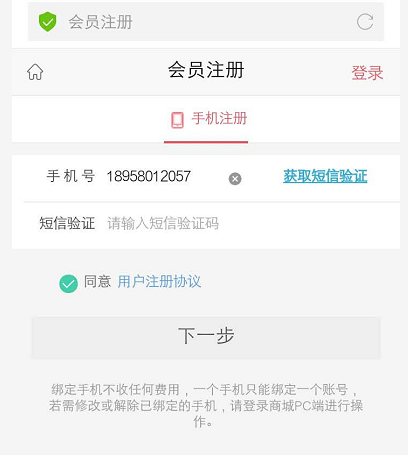 会员注册
会员注册 登录
手机注册
手机号 18958012057 获取短信验证
短信验证 请输入短信验证码
同意 用户注册协议
下一步
绑定手机不收任何费用，一个手机只能绑定一个账号，
若需修改或解除已绑定的手机，请登录商城PC端进行操
作。